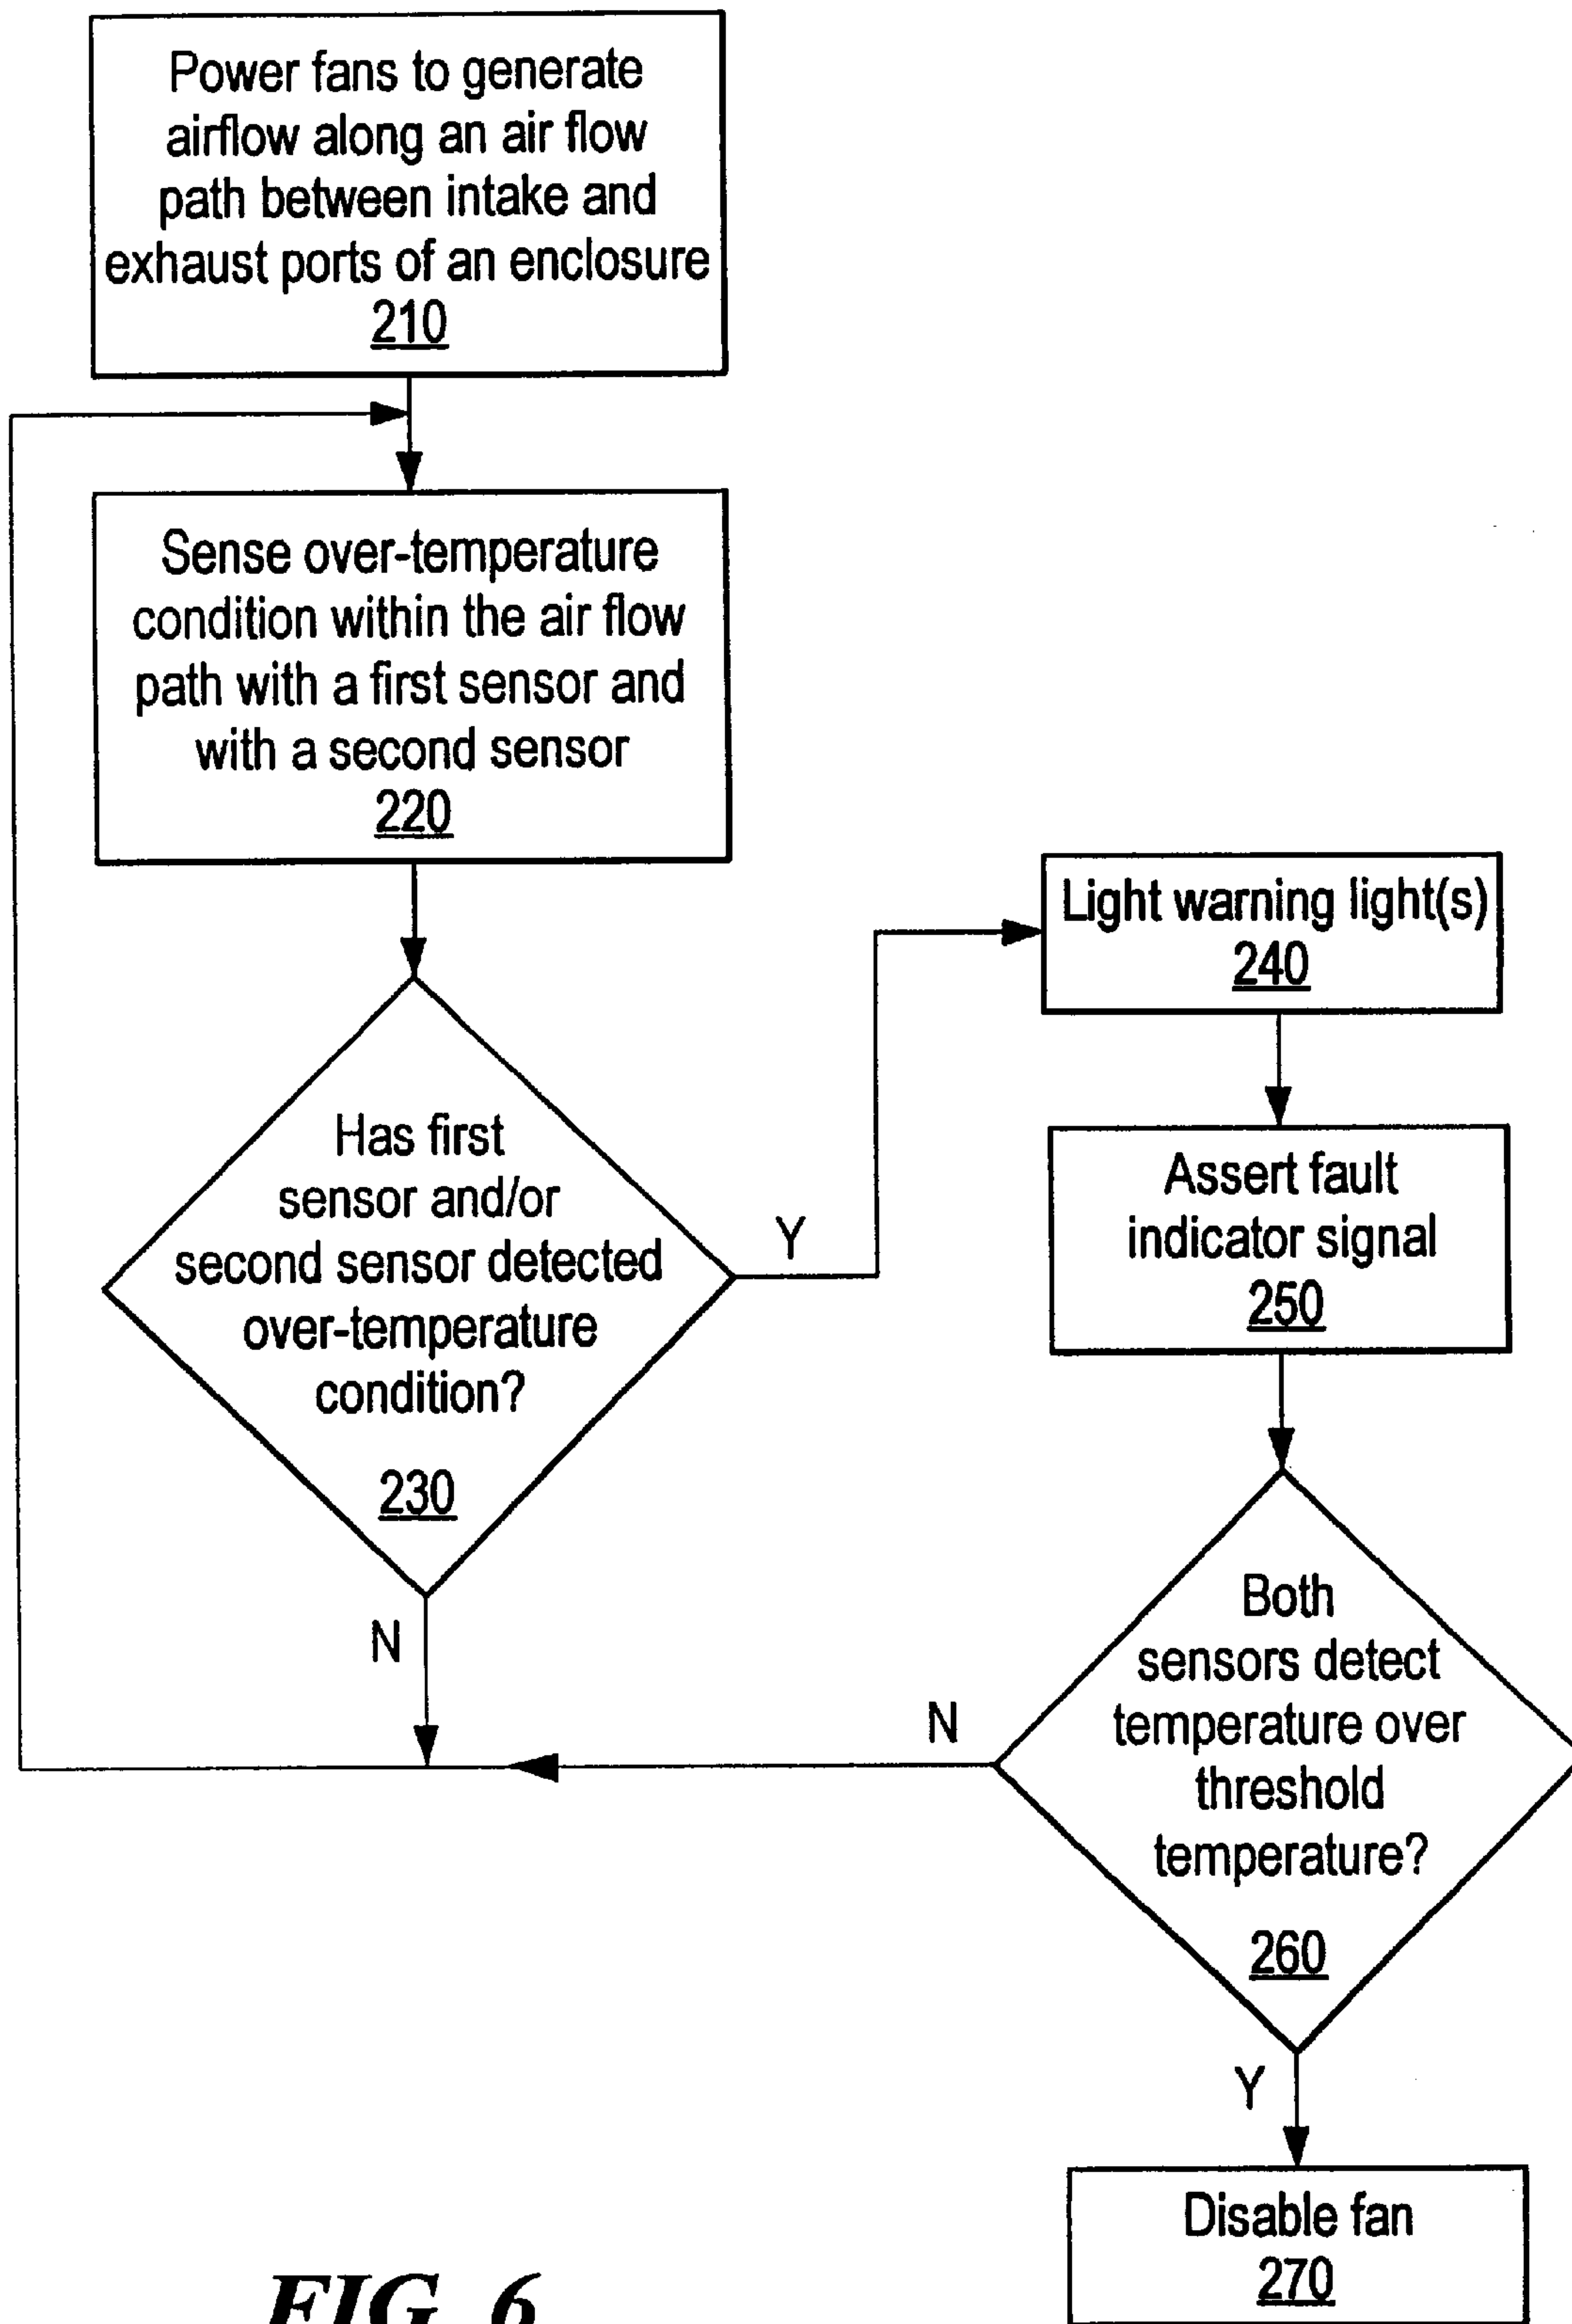 Power fans to generate
airflow along an air flow
path between intake and
exhaust ports of an enclosure
210
Sense over-temperature
condition within the air flow
path with a first sensor and
with a second sensor
220
Has first
sensor and/or
second sensor detected
over-temperature
condition?
230
Y
N
Light warning light(s)
240
Assert fault
indicator signal
250
Both
sensors detect
temperature over
threshold
temperature?
260
N
Y
Disable fan
270
FIG. 6